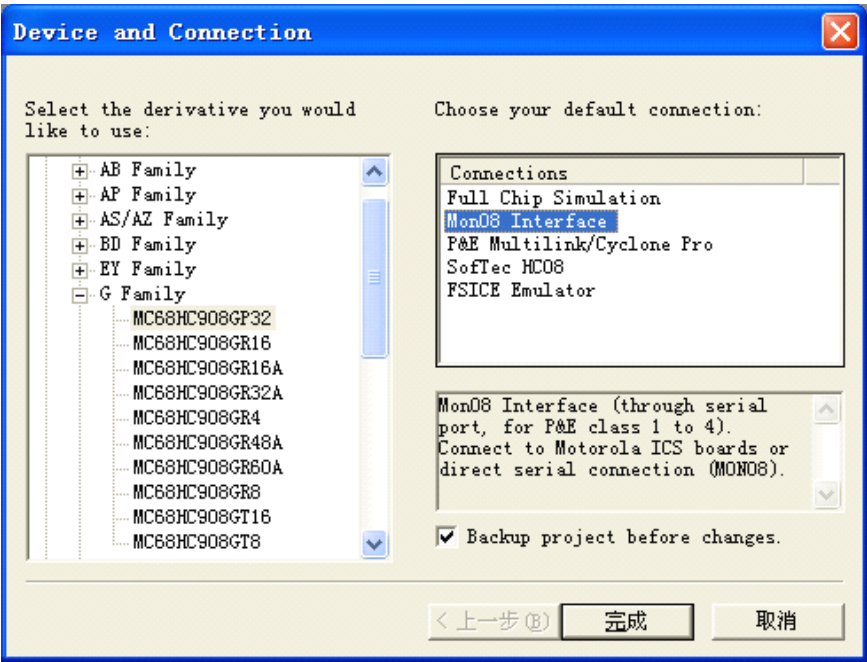 Device and Connection
Select the derivative you would
like to use:
AB Family
AP Family
AS/AZ Family
BD Family
EY Family
G Family
MC68HC908GP32
MC68HC908GR16
MC68HC908GR16A
MC68HC908GR32A
MC68HC908GR4
MC68HC908GR48A
MC68HC908GR60A
MC68HC908GR8
MC68HC908GT16
MC68HC908GT8
Choose your default connection:
Connections
Full Chip Simulation
Mon08 Interface
P&E Multilink/Cyclone Pro
SofTec HC08
FSICE Emulator
Mon08 Interface (through serial
port, for P&E class 1 to 4).
Connect to Motorola ICS boards or
direct serial connection (MON08).
Backup project before changes.
< 上一步(B)
完成
取消